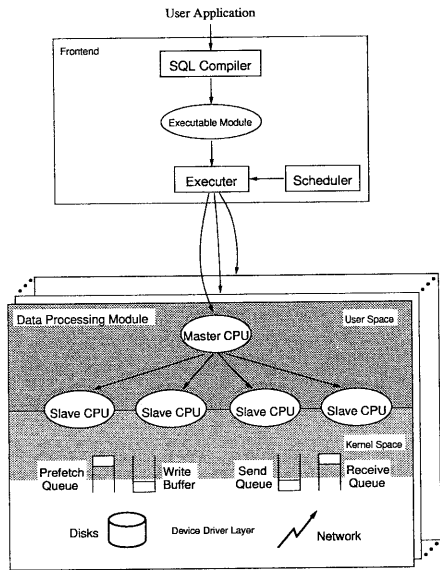 User Application
Frontend
SQL Compiler
Executable Module
Executer
Scheduler
Data Processing Module
User Space
Master CPU
Slave CPU
Slave CPU
Slave CPU
Slave CPU
Kernel Space
Prefetch
Queue
Write
Buffer
Send
Queue
Receive
Queue
Disks
Device Driver Layer
Network